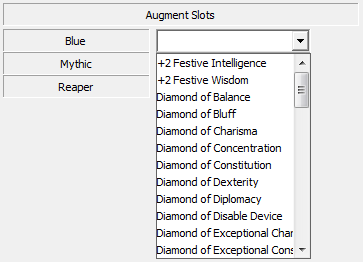 Augment Slots
Blue
Mythic
Reaper
+2 Festive Intelligence
+2 Festive Wisdom
Diamond of Balance
Diamond of Bluff
Diamond of Charisma
Diamond of Concentration
Diamond of Constitution
Diamond of Dexterity
Diamond of Diplomacy
Diamond of Disable Device
Diamond of Exceptional Char
Diamond of Exceptional Cons